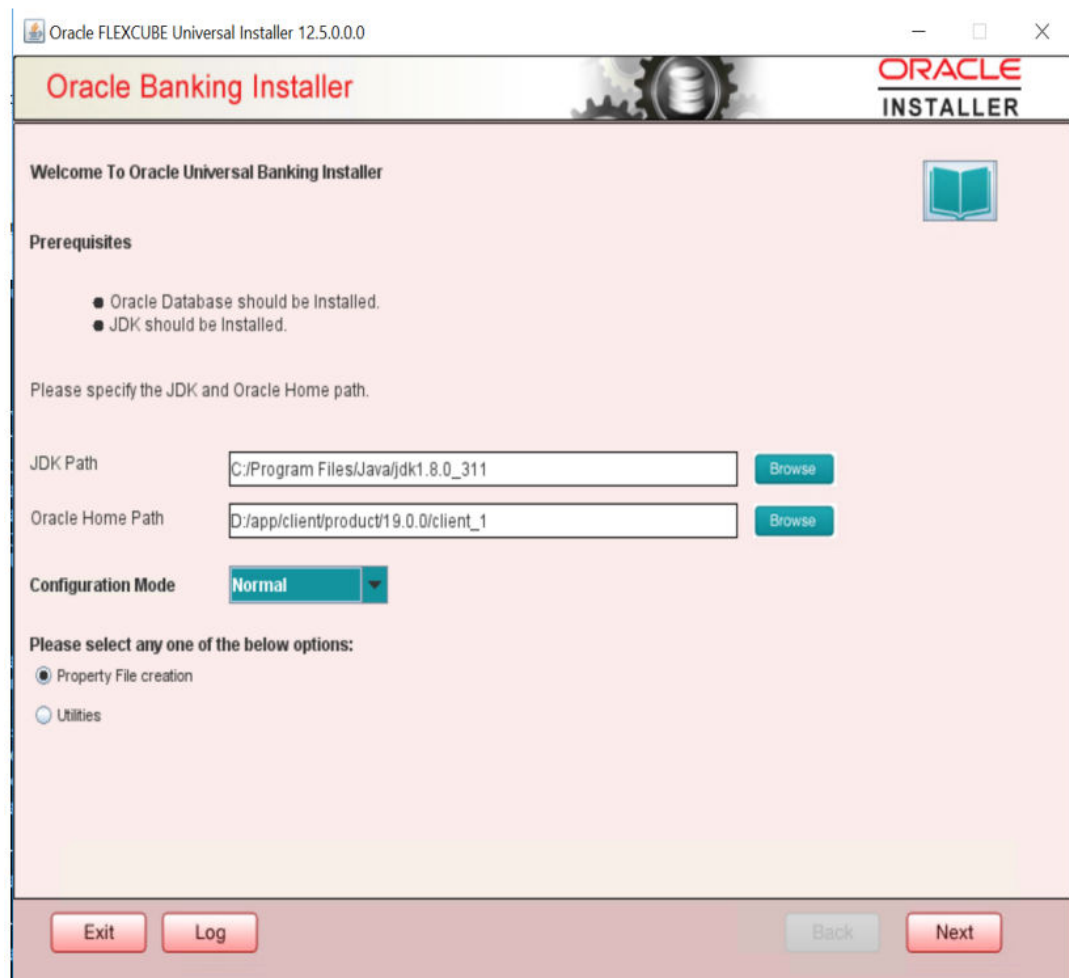 Oracle FLEXCUBE Universal Installer 12.5.0.0.0
Oracle Banking Installer
ORACLE
INSTALLER
Welcome To Oracle Universal Banking Installer
Prerequisites
Oracle Database should be Installed.
JDK should be Installed.
Please specify the JDK and Oracle Home path.
JDK Path
C:/Program Files/Java/jdk1.8.0_311
Browse
Oracle Home Path
D:/app/client/product/19.0.0/client_1
Browse
Configuration Mode
Normal
Please select any one of the below options:
Property File creation
Utilities
Exit
Log
Back
Next